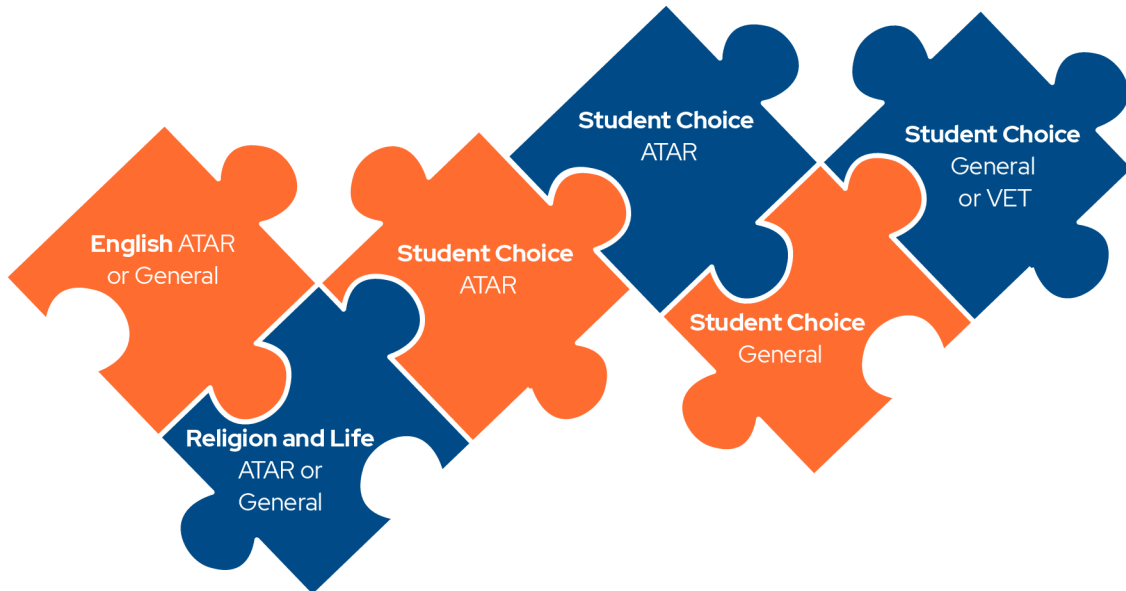 English ATAR
or General
Religion and Life
ATAR or
General
Student Choice
ATAR
Student Choice
ATAR
Student Choice
General
Student Choice
General
or VET